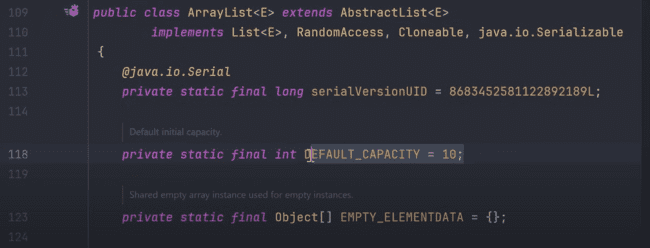 109 public class ArrayList<E> extends AbstractList<E>
110 implements List<E>, RandomAccess, Cloneable, java.io.Serializable
111 {
112 @java.io.Serial
113 private static final long serialVersionUID = 8683452581122892189L;
114
Default initial capacity.
118 private static final int DEFAULT_CAPACITY = 10;
119
Shared empty array instance used for empty instances.
123 private static final Object[] EMPTY_ELEMENTDATA = {};
124